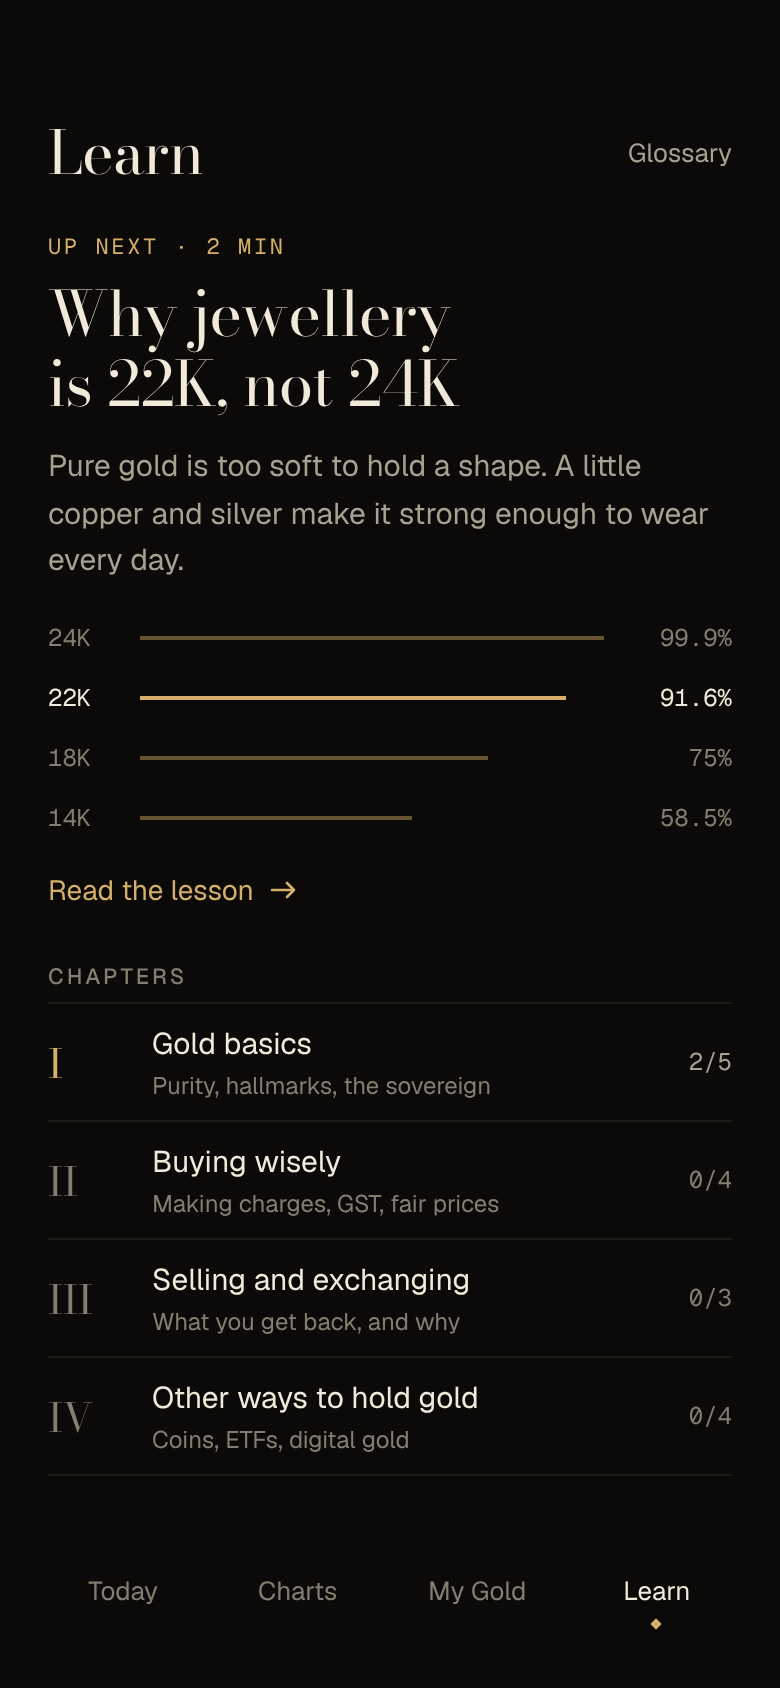 Learn
Glossary
UP NEXT · 2 MIN
Why jewellery
is 22K, not 24K
Pure gold is too soft to hold a shape. A little
copper and silver make it strong enough to wear
every day.
24K 99.9%
22K 91.6%
18K 75%
14K 58.5%
Read the lesson →
CHAPTERS
I Gold basics 2/5
Purity, hallmarks, the sovereign
II Buying wisely 0/4
Making charges, GST, fair prices
III Selling and exchanging 0/3
What you get back, and why
IV Other ways to hold gold 0/4
Coins, ETFs, digital gold
Today Charts My Gold Learn